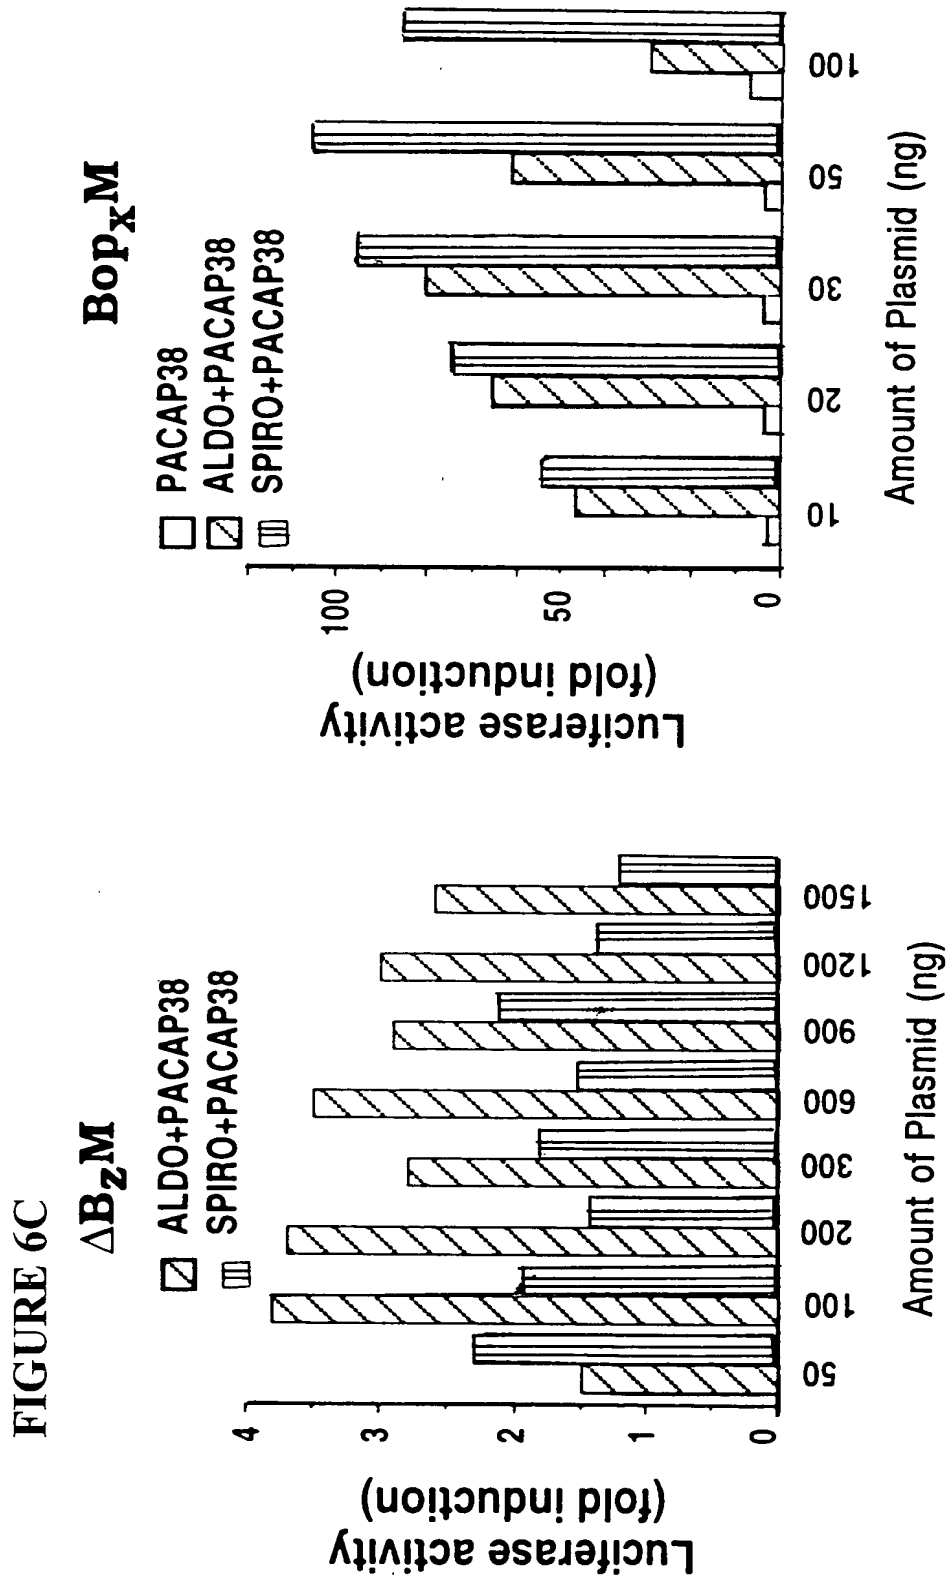 FIGURE 6C
ΔBzM
ALDO+PACAP38
SPIRO+PACAP38
Luciferase activity
(fold induction)
4
3
2
1
0
50
100
200
300
600
900
1200
1500
Amount of Plasmid (ng)
BopxM
PACAP38
ALDO+PACAP38
SPIRO+PACAP38
Luciferase activity
(fold induction)
100
50
0
10
20
30
50
100
Amount of Plasmid (ng)